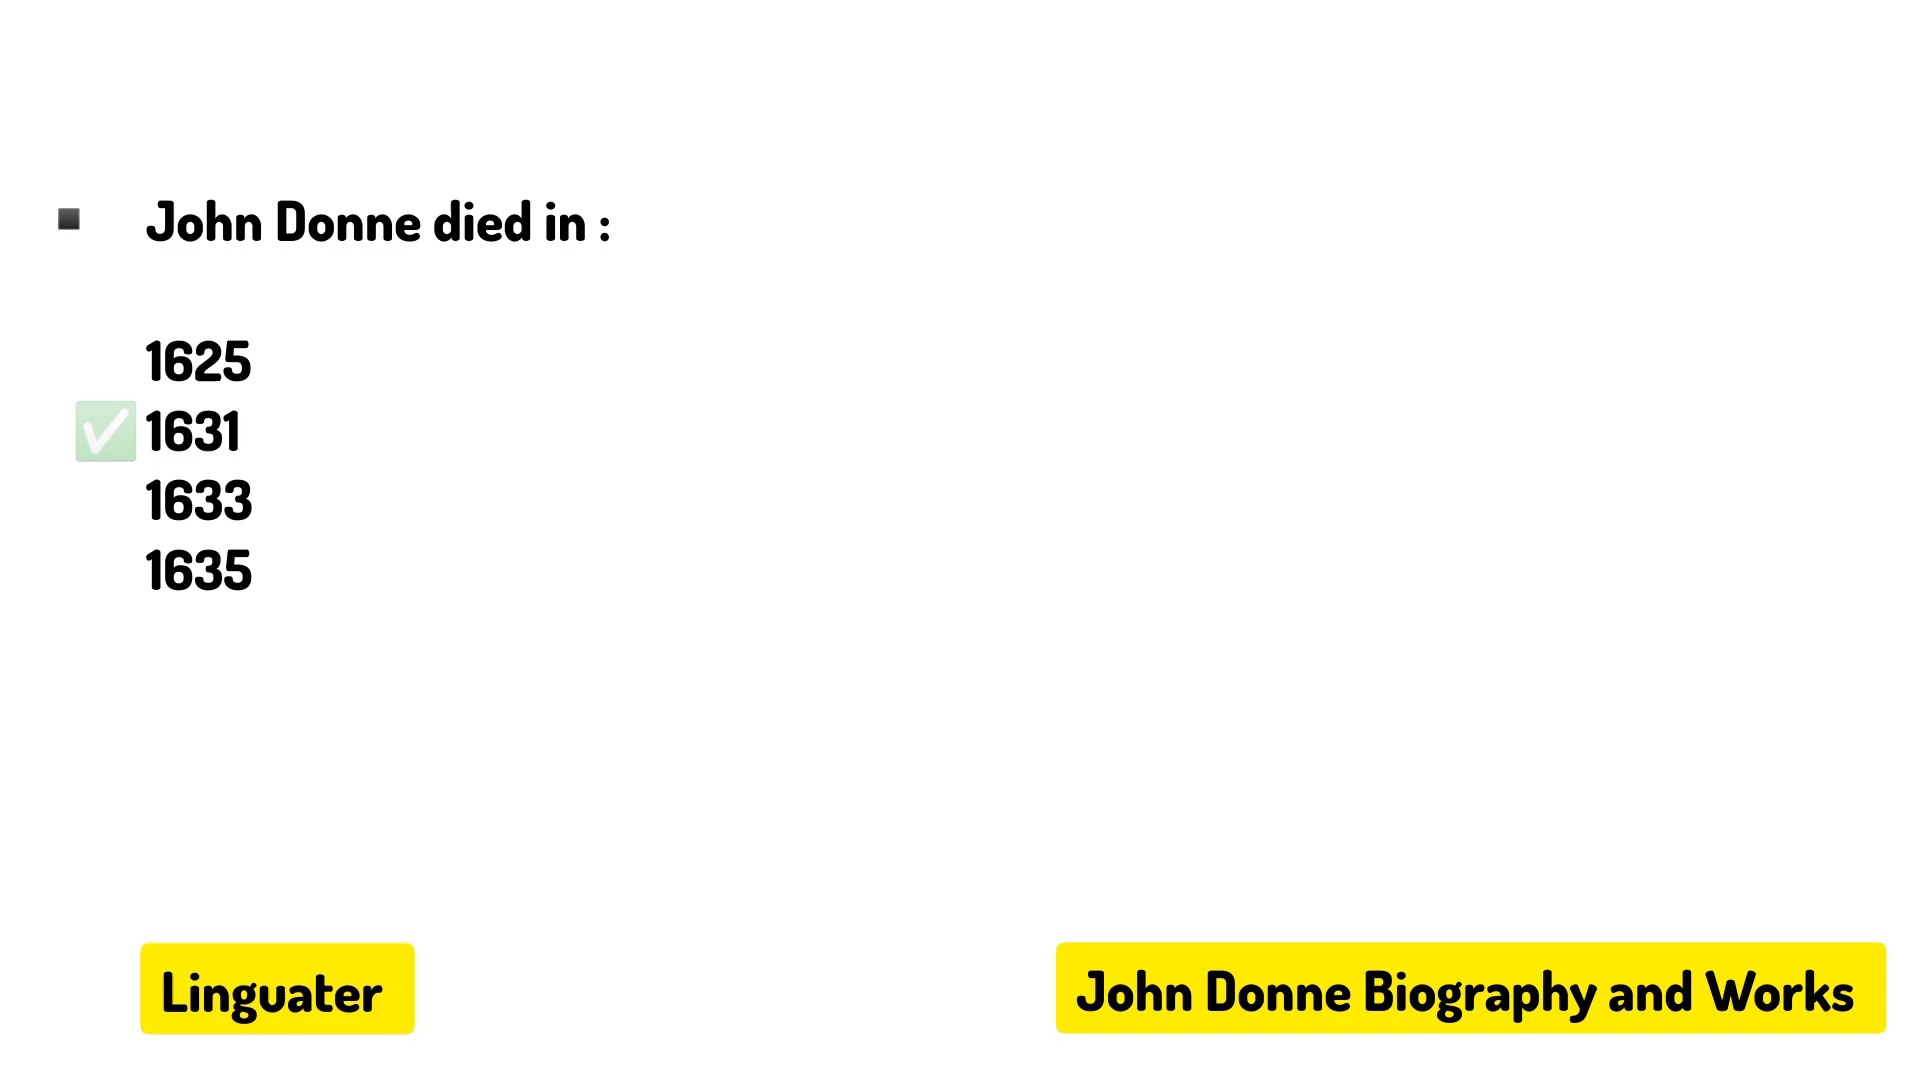 John Donne died in :
1625
1631
1633
1635
Linguater
John Donne Biography and Works